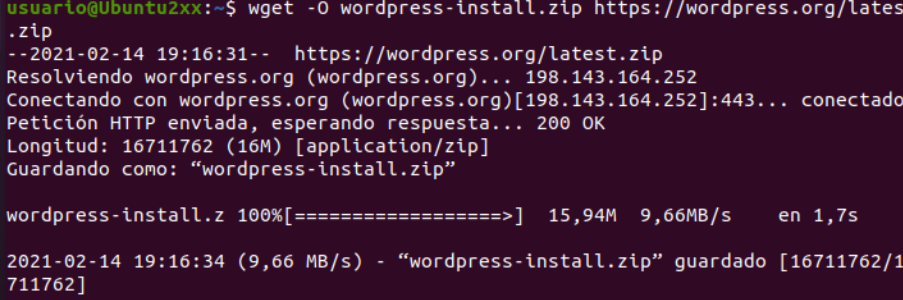 usuario@Ubuntu2xx:~$ wget -O wordpress-install.zip https://wordpress.org/lates
.zip
--2021-02-14 19:16:31--  https://wordpress.org/latest.zip
Resolviendo wordpress.org (wordpress.org)... 198.143.164.252
Conectando con wordpress.org (wordpress.org)[198.143.164.252]:443... conectado
Petición HTTP enviada, esperando respuesta... 200 OK
Longitud: 16711762 (16M) [application/zip]
Guardando como: “wordpress-install.zip”
wordpress-install.z 100%[==================>]  15,94M  9,66MB/s    en 1,7s
2021-02-14 19:16:34 (9,66 MB/s) - “wordpress-install.zip” guardado [16711762/1
711762]